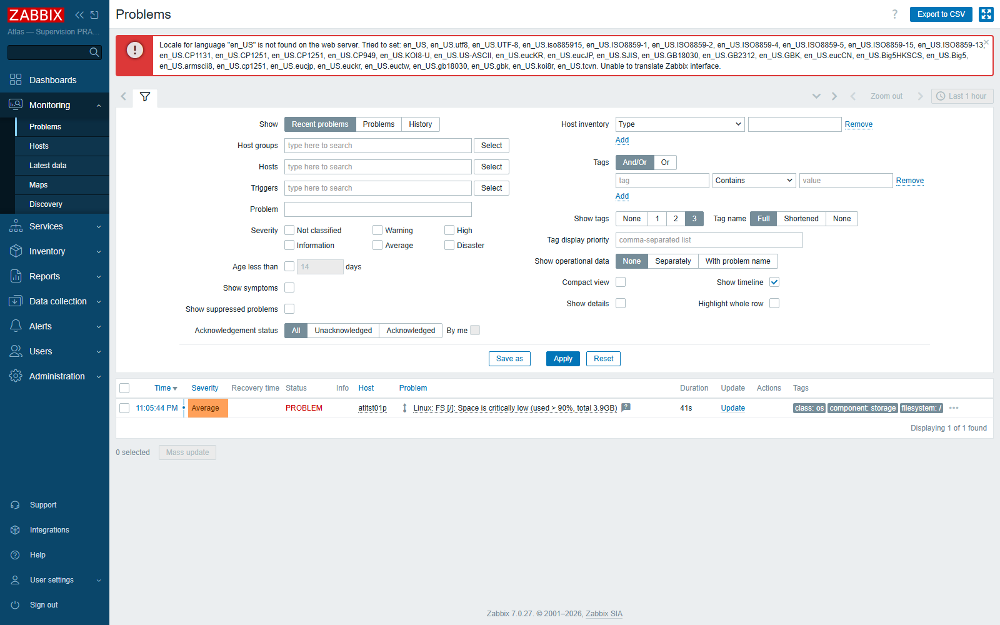 ZABBIX
Atlas — Supervision PRA...
Dashboards
Monitoring
Problems
Hosts
Latest data
Maps
Discovery
Services
Inventory
Reports
Data collection
Alerts
Users
Administration
Support
Integrations
Help
User settings
Sign out
Problems
? Export to CSV
Locale for language "en_US" is not found on the web server. Tried to set: en_US, en_US.utf8, en_US.UTF-8, en_US.iso885915, en_US.ISO8859-1, en_US.ISO8859-2, en_US.ISO8859-4, en_US.ISO8859-5, en_US.ISO8859-15, en_US.ISO8859-13,
en_US.CP1131, en_US.CP1251, en_US.CP1251, en_US.CP949, en_US.KOI8-U, en_US.US-ASCII, en_US.eucKR, en_US.eucJP, en_US.SJIS, en_US.GB18030, en_US.GB2312, en_US.GBK, en_US.eucCN, en_US.Big5HKSCS, en_US.Big5,
en_US.armscii8, en_US.cp1251, en_US.eucjp, en_US.euckr, en_US.euctw, en_US.gb18030, en_US.gbk, en_US.koi8r, en_US.tcvn. Unable to translate Zabbix interface.
Zoom out Last 1 hour
Show Recent problems Problems History
Host groups type here to search Select
Hosts type here to search Select
Triggers type here to search Select
Problem
Severity Not classified Warning High
Information Average Disaster
Age less than 14 days
Show symptoms
Show suppressed problems
Acknowledgement status All Unacknowledged Acknowledged By me
Host inventory Type Remove
Add
Tags And/Or Or
tag Contains value Remove
Add
Show tags None 1 2 3 Tag name Full Shortened None
Tag display priority comma-separated list
Show operational data None Separately With problem name
Compact view Show timeline
Show details Highlight whole row
Save as Apply Reset
Time Severity Recovery time Status Info Host Problem Duration Update Actions Tags
11:05:44 PM Average PROBLEM atltst01p Linux: FS [/]: Space is critically low (used > 90%, total 3.9GB) ? 41s Update class: os component: storage filesystem: / •••
Displaying 1 of 1 found
0 selected Mass update
Zabbix 7.0.27. © 2001–2026, Zabbix SIA